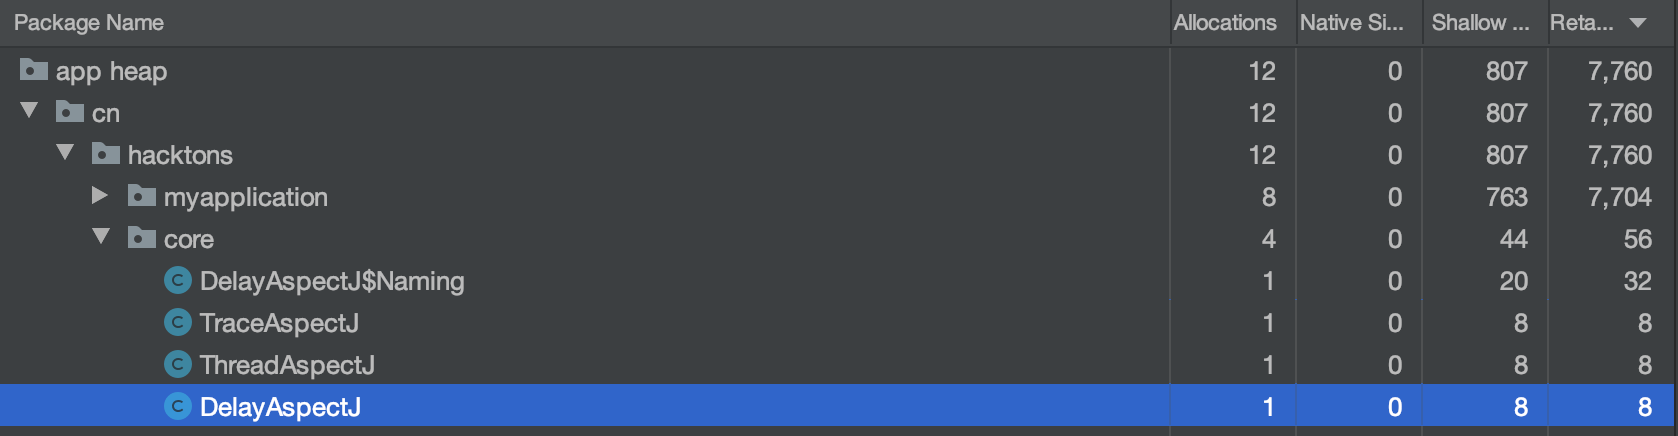 Package Name Allocations Native Si... Shallow ... Reta...
app heap 12 0 807 7,760
cn 12 0 807 7,760
hacktons 12 0 807 7,760
myapplication 8 0 763 7,704
core 4 0 44 56
C DelayAspectJ$Naming 1 0 20 32
C TraceAspectJ 1 0 8 8
C ThreadAspectJ 1 0 8 8
C DelayAspectJ 1 0 8 8